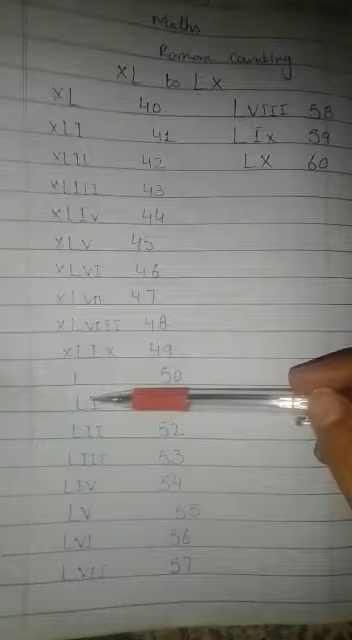 Maths
Roman counting
XL to LX
XL 40
XLI 41
XLII 42
XLIII 43
XLIV 44
XLV 45
XLVI 46
XLVII 47
XLVIII 48
XLIX 49
L 50
LI
LII 52
LIII 53
LIV 54
LV 55
LVI 56
LVII 57
LVIII 58
LIX 59
LX 60